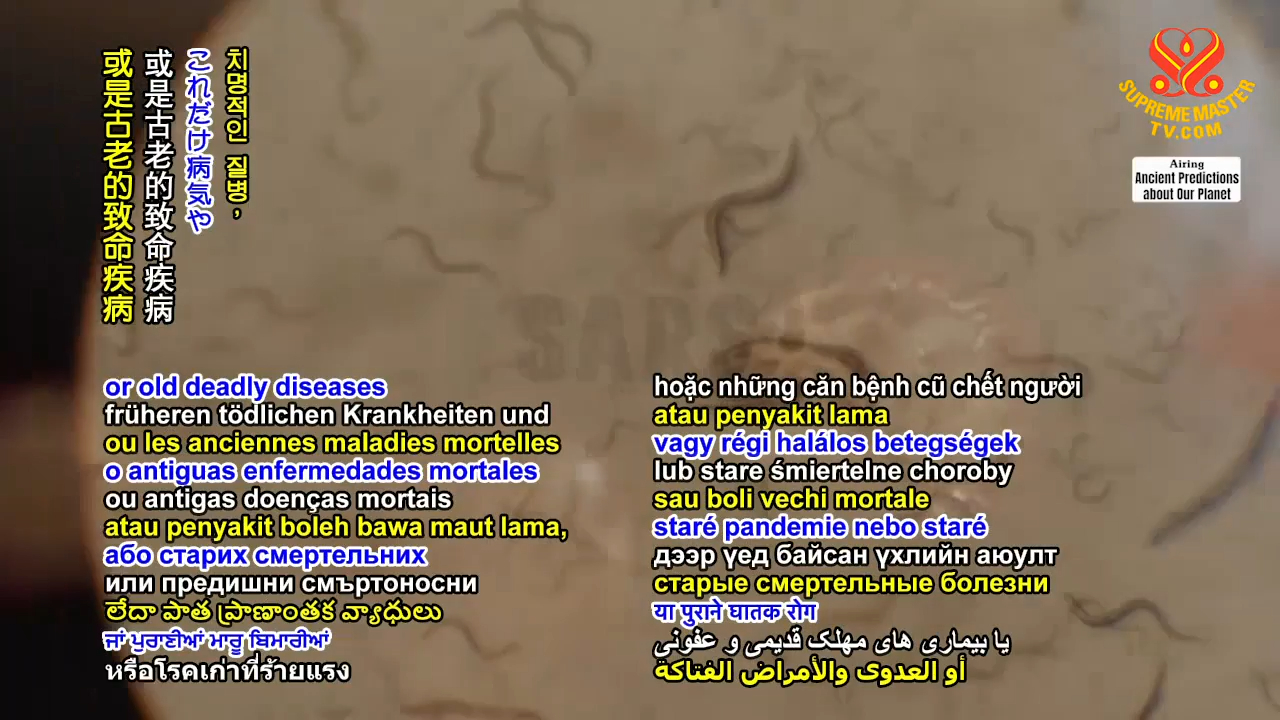 或是古老的致命疾病
或是古老的致命疾病
これだけ病気や
치명적인 질병,
SUPREME MASTER
TV.COM
Airing
Ancient Predictions
about Our Planet
SARS
or old deadly diseases
früheren tödlichen Krankheiten und
ou les anciennes maladies mortelles
o antiguas enfermedades mortales
ou antigas doenças mortais
atau penyakit boleh bawa maut lama,
або старих смертельних
или предишни смъртоносни
లేదా పాత ప్రాణాంతక వ్యాధులు
ਜਾਂ ਪੁਰਾਣੀਆਂ ਮਾਰੂ ਬਿਮਾਰੀਆਂ
หรือโรคเก่าที่ร้ายแรง
hoặc những căn bệnh cũ chết người
atau penyakit lama
vagy régi halálos betegségek
lub stare śmiertelne choroby
sau boli vechi mortale
staré pandemie nebo staré
дээр үед байсан үхлийн аюулт
старые смертельные болезни
या पुराने घातक रोग
یا بیماری های مهلک قدیمی و عفونی
أو العدوى والأمراض الفتاكة